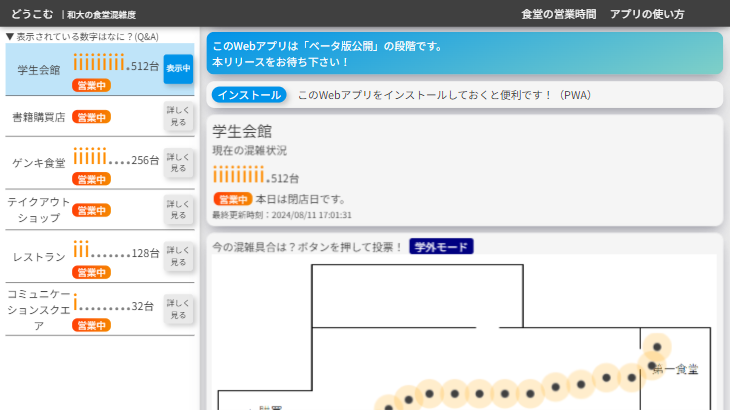 どうこむ | 和大の食堂混雑度
食堂の営業時間 アプリの使い方
▼ 表示されている数字はなに？(Q&A)
学生会館
512台
営業中
表示中
書籍購買店
営業中
詳しく
見る
ゲンキ食堂
256台
営業中
詳しく
見る
テイクアウト
ショップ
営業中
詳しく
見る
レストラン
128台
営業中
詳しく
見る
コミュニケー
ションスクエ
ア
32台
営業中
詳しく
見る
このWebアプリは「ベータ版公開」の段階です。
本リリースをお待ち下さい！
インストール このWebアプリをインストールしておくと便利です！（PWA）
学生会館
現在の混雑状況
512台
営業中 本日は閉店日です。
最終更新時刻：2024/08/11 17:01:31
今の混雑具合は？ボタンを押して投票！ 学外モード
第一食堂